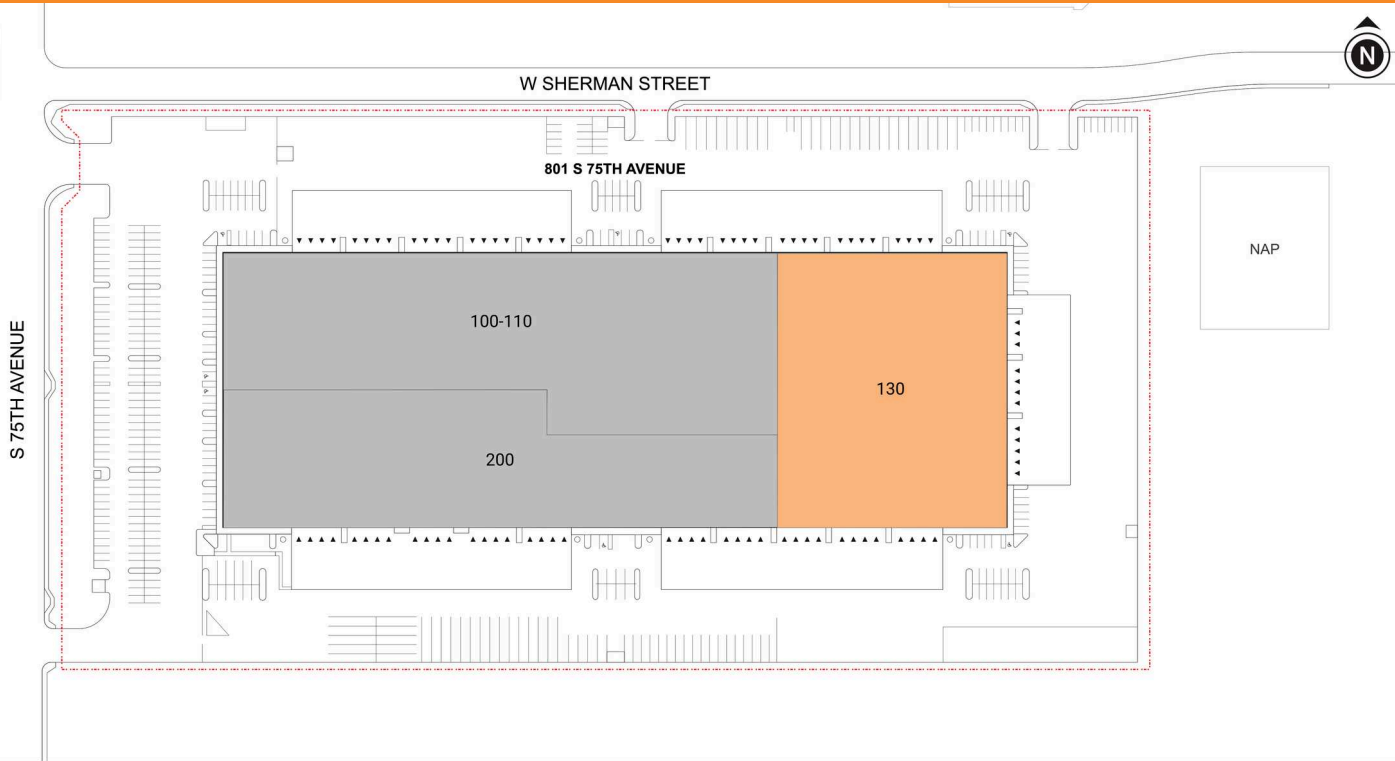 N
W SHERMAN STREET
801 S 75TH AVENUE
NAP
S 75TH AVENUE
100-110
130
200